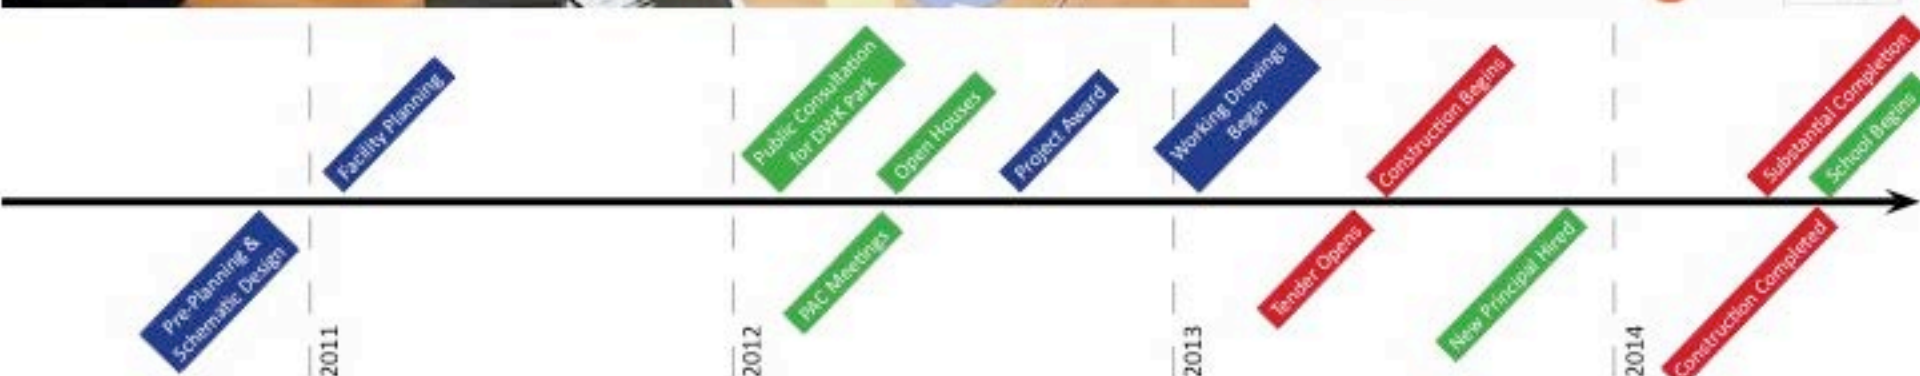 Facility Planning
Public Consultation
for DWK Park
Open Houses
Project Award
Working Drawings
Begin
Construction Begins
Substantial Completion
School Begins
Pre-Planning &
Schematic Design
2011
PAC Meetings
2012
Tender Opens
2013
New Principal Hired
2014
Construction Completed